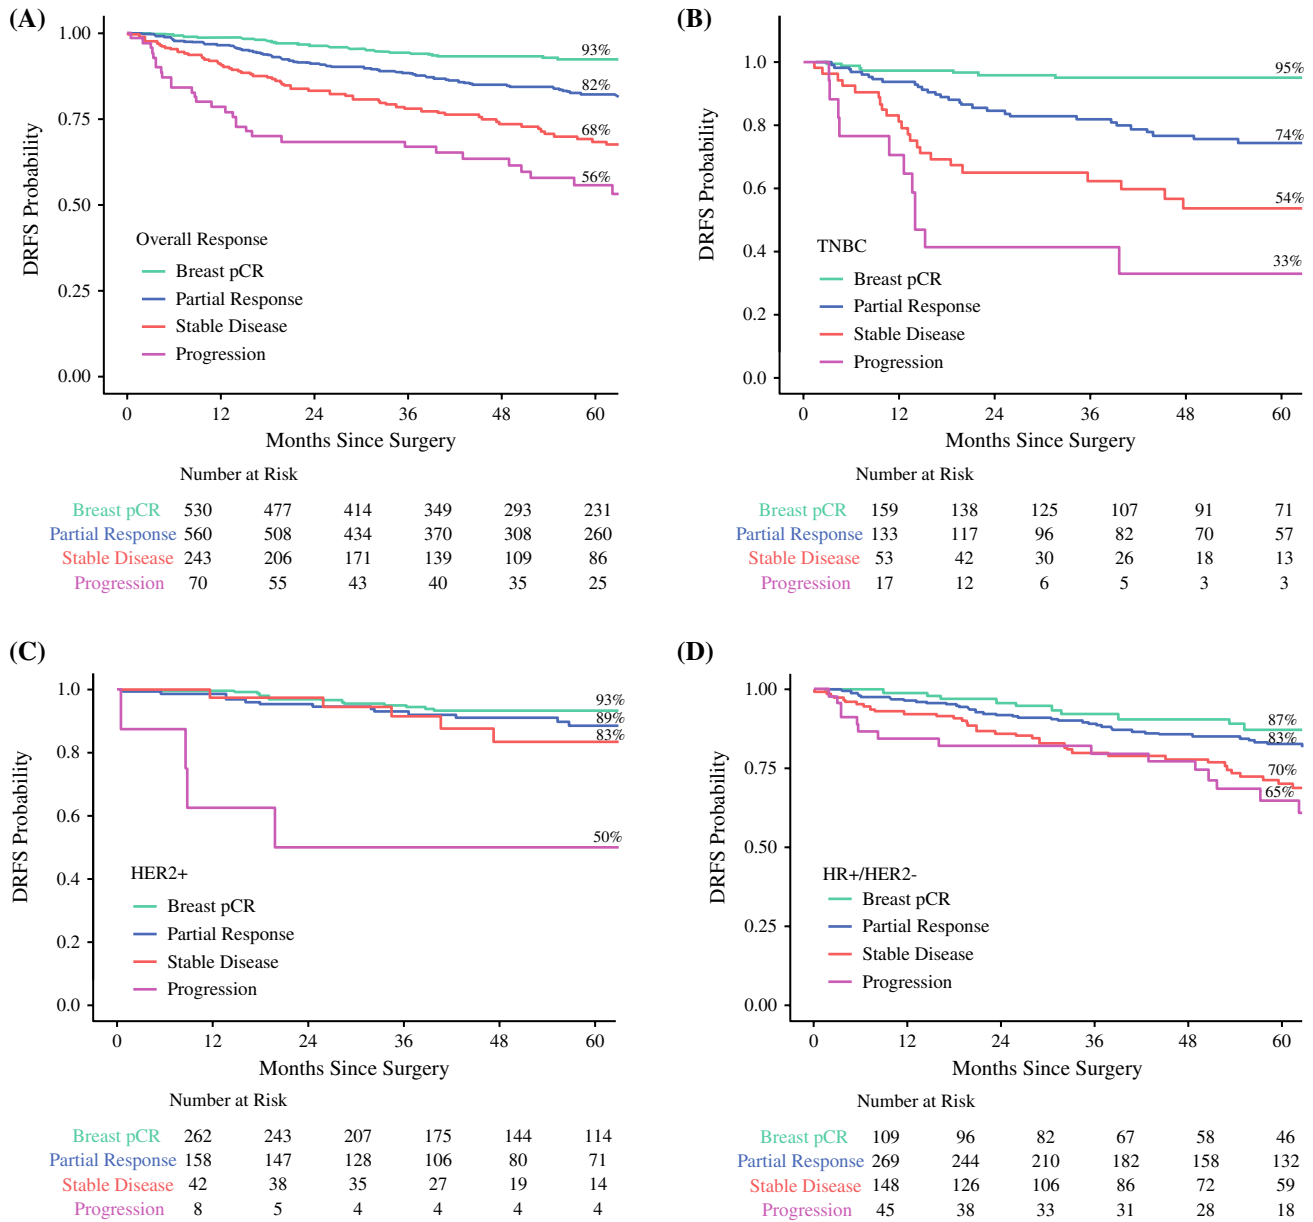 (A)
1.00
0.75
0.50
0.25
0.00
DRFS Probability
93%
82%
68%
56%
Overall Response
Breast pCR
Partial Response
Stable Disease
Progression
0 12 24 36 48 60
Months Since Surgery
Number at Risk
Breast pCR 530 477 414 349 293 231
Partial Response 560 508 434 370 308 260
Stable Disease 243 206 171 139 109 86
Progression 70 55 43 40 35 25
(B)
1.0
0.8
0.6
0.4
0.2
0.0
DRFS Probability
95%
74%
54%
33%
TNBC
Breast pCR
Partial Response
Stable Disease
Progression
0 12 24 36 48 60
Months Since Surgery
Number at Risk
Breast pCR 159 138 125 107 91 71
Partial Response 133 117 96 82 70 57
Stable Disease 53 42 30 26 18 13
Progression 17 12 6 5 3 3
(C)
1.0
0.8
0.6
0.4
0.2
0.0
DRFS Probability
93%
89%
83%
50%
HER2+
Breast pCR
Partial Response
Stable Disease
Progression
0 12 24 36 48 60
Months Since Surgery
Number at Risk
Breast pCR 262 243 207 175 144 114
Partial Response 158 147 128 106 80 71
Stable Disease 42 38 35 27 19 14
Progression 8 5 4 4 4 4
(D)
1.00
0.75
0.50
0.25
0.00
DRFS Probability
87%
83%
70%
65%
HR+/HER2-
Breast pCR
Partial Response
Stable Disease
Progression
0 12 24 36 48 60
Months Since Surgery
Number at Risk
Breast pCR 109 96 82 67 58 46
Partial Response 269 244 210 182 158 132
Stable Disease 148 126 106 86 72 59
Progression 45 38 33 31 28 18